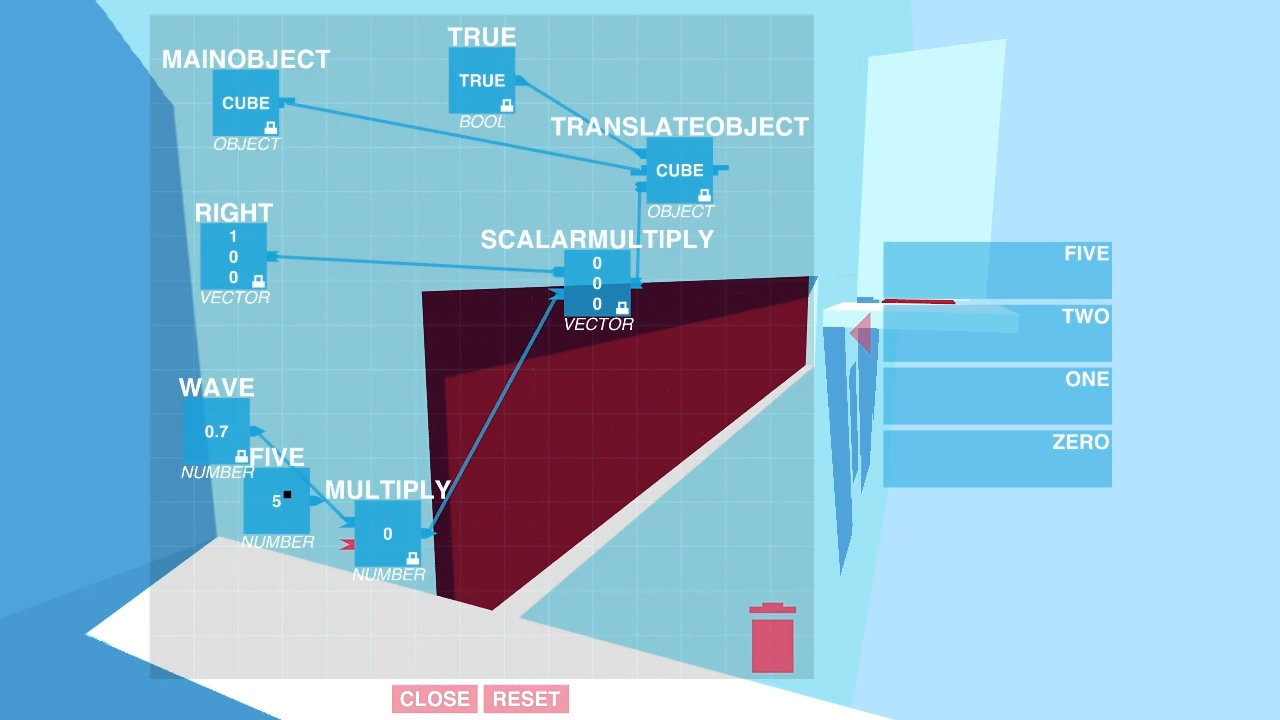 TRUE
MAINOBJECT
TRUE
CUBE
BOOL
OBJECT
TRANSLATEOBJECT
CUBE
OBJECT
RIGHT
1
0
0
VECTOR
SCALARMULTIPLY
0
0
0
VECTOR
WAVE
0.7
NUMBER
FIVE
5
NUMBER
MULTIPLY
0
NUMBER
FIVE
TWO
ONE
ZERO
CLOSE
RESET